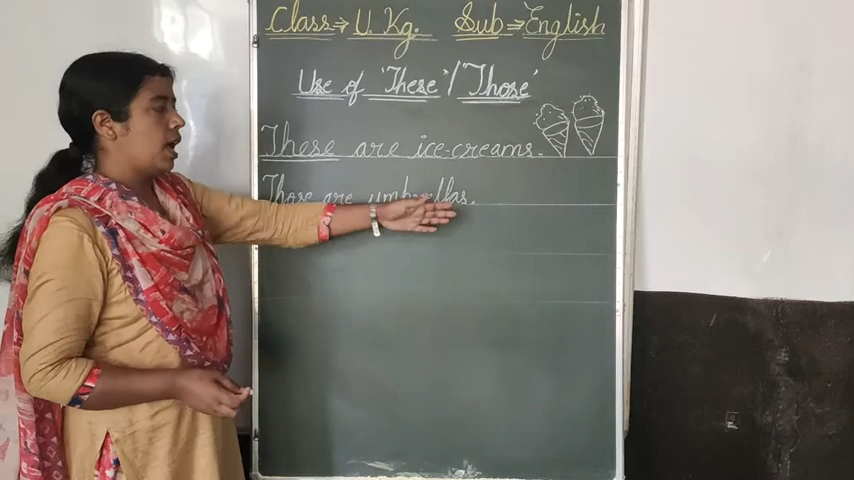 Class → U.Kg. Sub → English
Use of 'These' / 'Those'
These are ice-creams.
Those are umbrellas.